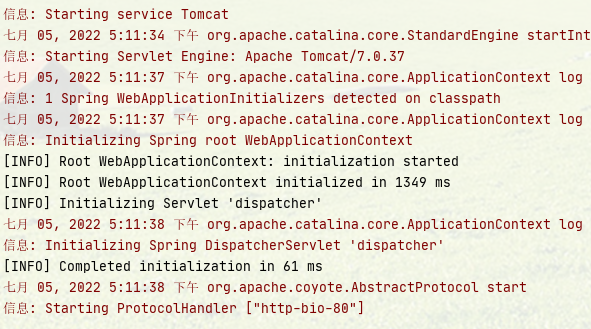 信息: Starting service Tomcat
七月 05, 2022 5:11:34 下午 org.apache.catalina.core.StandardEngine startInt
信息: Starting Servlet Engine: Apache Tomcat/7.0.37
七月 05, 2022 5:11:37 下午 org.apache.catalina.core.ApplicationContext log
信息: 1 Spring WebApplicationInitializers detected on classpath
七月 05, 2022 5:11:37 下午 org.apache.catalina.core.ApplicationContext log
信息: Initializing Spring root WebApplicationContext
[INFO] Root WebApplicationContext: initialization started
[INFO] Root WebApplicationContext initialized in 1349 ms
[INFO] Initializing Servlet 'dispatcher'
七月 05, 2022 5:11:38 下午 org.apache.catalina.core.ApplicationContext log
信息: Initializing Spring DispatcherServlet 'dispatcher'
[INFO] Completed initialization in 61 ms
七月 05, 2022 5:11:38 下午 org.apache.coyote.AbstractProtocol start
信息: Starting ProtocolHandler ["http-bio-80"]